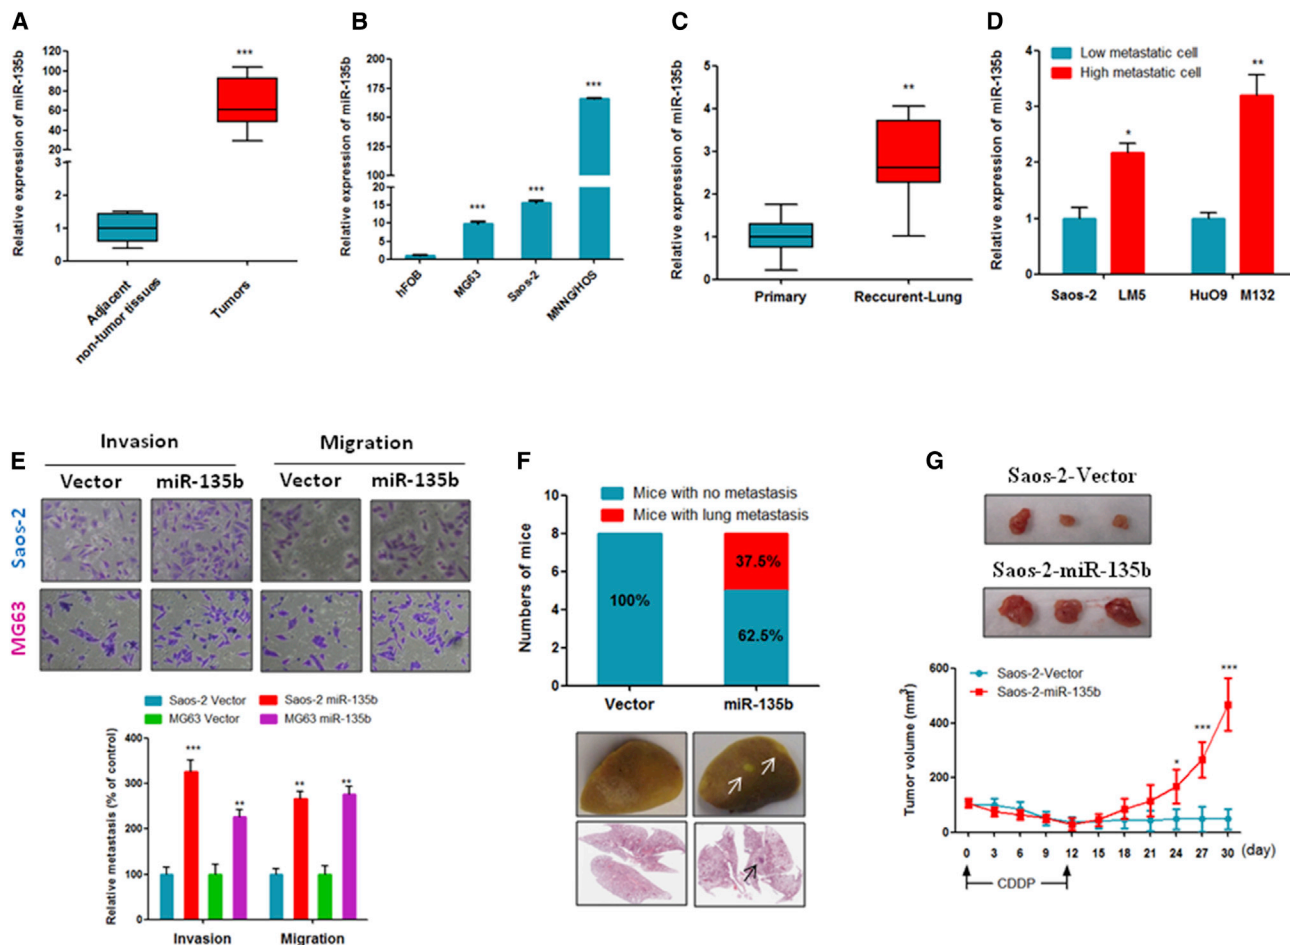 A
Relative expression of miR-135b
120
100
80
60
40
20
3
2
1
0
***
Adjacent
non-tumor tissues
Tumors
B
Relative expression of miR-135b
200
150
100
20
15
10
5
0
***
***
***
hFOB
MG63
Saos-2
MNNG/HOS
C
Relative expression of miR-135b
5
4
3
2
1
0
**
Primary
Reccurent-Lung
D
Relative expression of miR-135b
Low metastatic cell
High metastatic cell
4
3
2
1
0
*
**
Saos-2 LM5 HuO9 M132
E
Invasion Migration
Vector miR-135b Vector miR-135b
Saos-2
MG63
Saos-2 Vector Saos-2 miR-135b
MG63 Vector MG63 miR-135b
Relative metastasis (% of control)
400
300
200
100
0
***
**
**
**
Invasion Migration
F
Mice with no metastasis
Mice with lung metastasis
Numbers of mice
10
8
6
4
2
0
100%
37.5%
62.5%
Vector miR-135b
G
Saos-2-Vector
Saos-2-miR-135b
Saos-2-Vector
Saos-2-miR-135b
Tumor volume (mm³)
600
400
200
0
*
***
***
0 3 6 9 12 15 18 21 24 27 30 (day)
CDDP